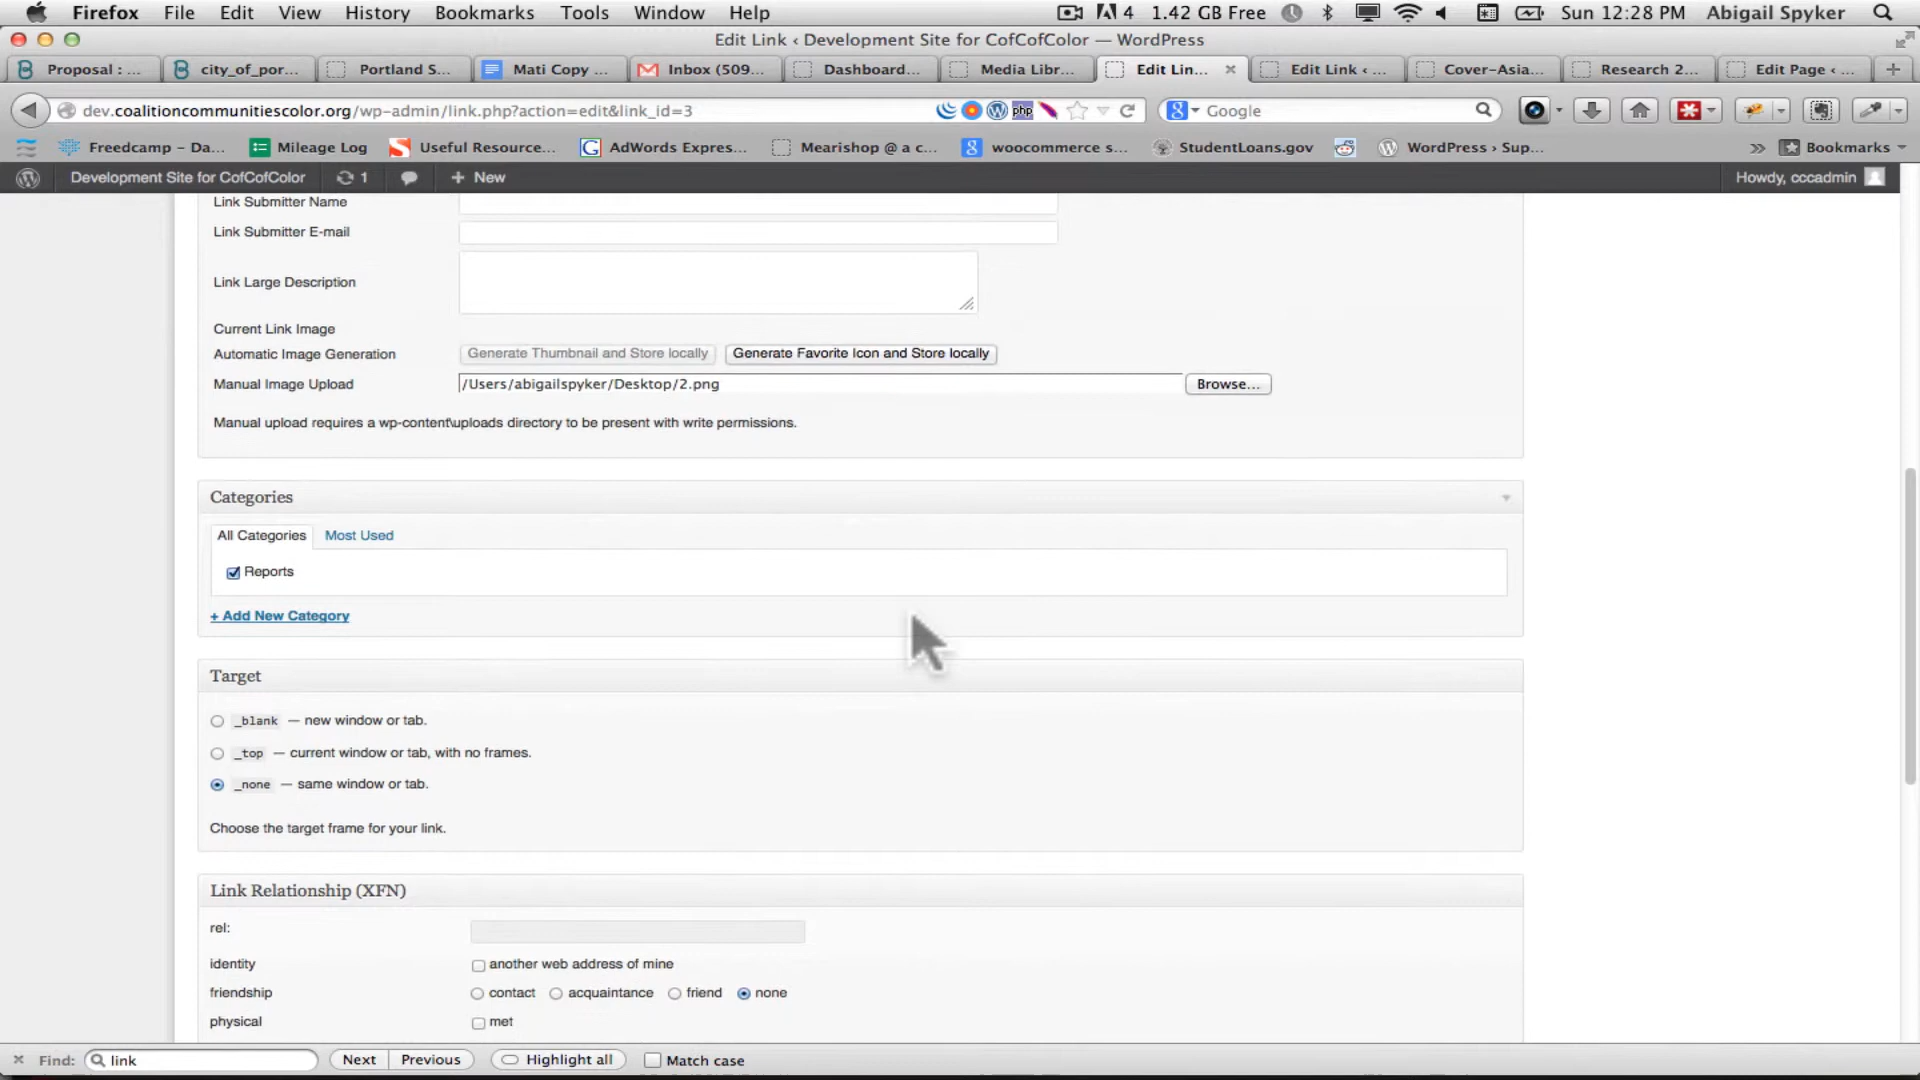 Firefox File Edit View History Bookmarks Tools Window Help 4 1.42 GB Free Sun 12:28 PM Abigail Spyker
Edit Link ‹ Development Site for CofCofColor — WordPress
Proposal : ... city_of_por... Portland S... Mati Copy ... Inbox (509... Dashboard... Media Libr... Edit Lin... Edit Link ‹ ... Cover-Asia... Research 2... Edit Page ‹ ...
dev.coalitioncommunitiescolor.org/wp-admin/link.php?action=edit&link_id=3 php Google
Freedcamp – Da... Mileage Log Useful Resource... AdWords Expres... Mearishop @ a c... woocommerce s... StudentLoans.gov WordPress › Sup... » Bookmarks
Development Site for CofCofColor 1 + New Howdy, cccadmin
Link Submitter Name
Link Submitter E-mail
Link Large Description
Current Link Image
Automatic Image Generation Generate Thumbnail and Store locally Generate Favorite Icon and Store locally
Manual Image Upload /Users/abigailspyker/Desktop/2.png Browse...
Manual upload requires a wp-content\uploads directory to be present with write permissions.
Categories
All Categories Most Used
Reports
+ Add New Category
Target
_blank — new window or tab.
_top — current window or tab, with no frames.
_none — same window or tab.
Choose the target frame for your link.
Link Relationship (XFN)
rel:
identity another web address of mine
friendship contact acquaintance friend none
physical met
Find: link Next Previous Highlight all Match case